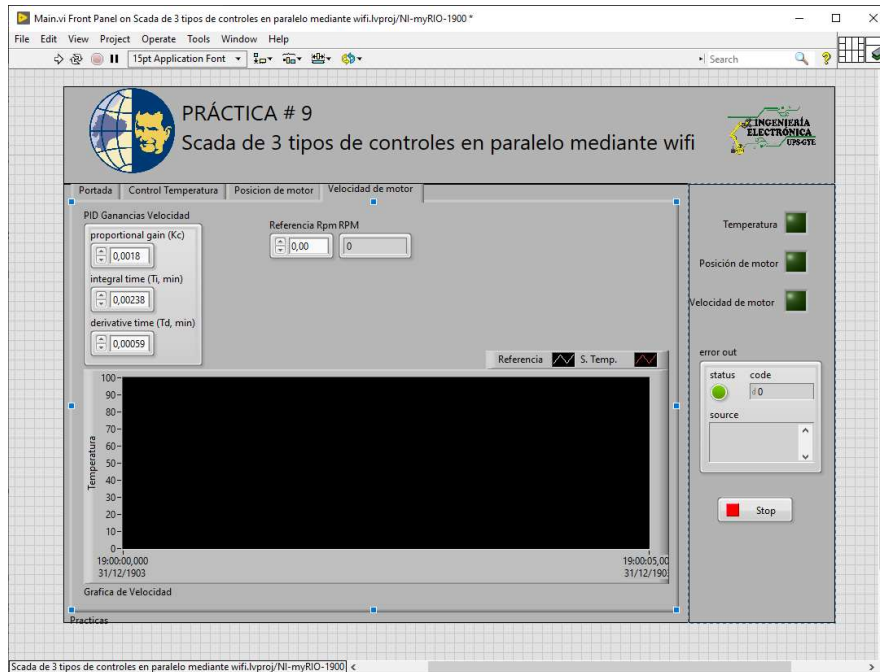 Main.vi Front Panel on Scada de 3 tipos de controles en paralelo mediante wifi.lvproj/NI-myRIO-1900 *
File Edit View Project Operate Tools Window Help
15pt Application Font
Search
PRÁCTICA # 9
Scada de 3 tipos de controles en paralelo mediante wifi
INGENIERÍA
ELECTRÓNICA
UPS-GYE
Portada Control Temperatura Posicion de motor Velocidad de motor
PID Ganancias Velocidad
proportional gain (Kc)
0,0018
integral time (Ti, min)
0,00238
derivative time (Td, min)
0,00059
Referencia Rpm RPM
0,00 0
Temperatura
Posición de motor
Velocidad de motor
Referencia S. Temp.
100
90
80
70
60
50
40
30
20
10
0
Temperatura
19:00:00,000 19:00:05,00
31/12/1903 31/12/190
Grafica de Velocidad
error out
status code
d 0
source
Stop
Practicas
Scada de 3 tipos de controles en paralelo mediante wifi.lvproj/NI-myRIO-1900